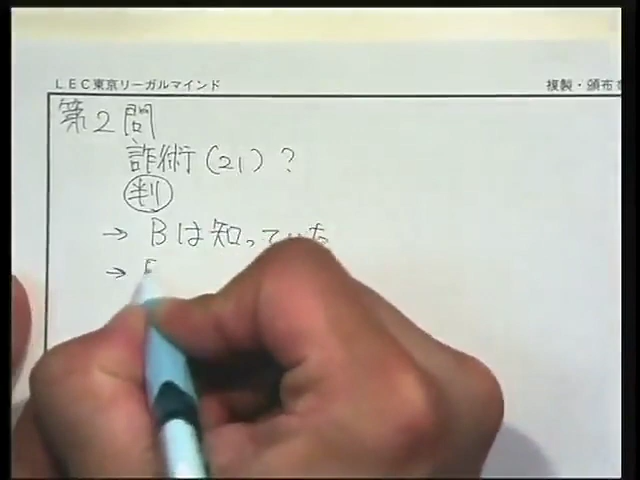 LEC東京リーガルマインド
複製・頒布
第2問
詐術(21)?
判
→ Bは知っていた
→